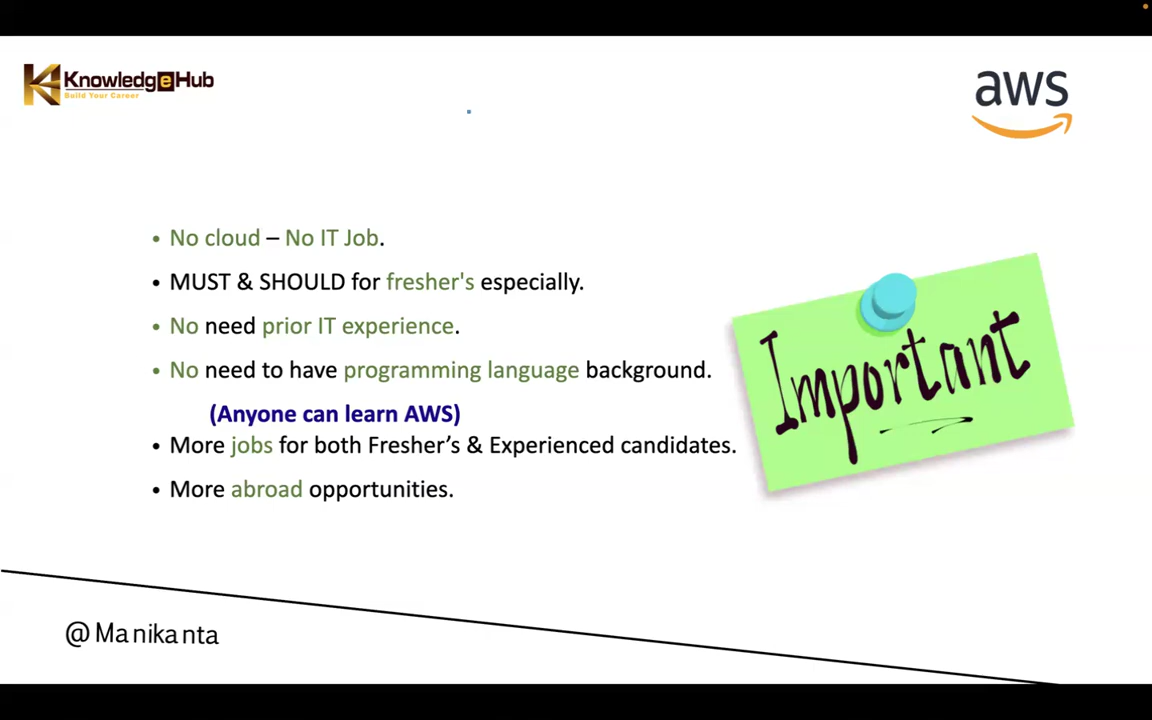 KnowledgeHub
Build Your Career
aws
• No cloud – No IT Job.
• MUST & SHOULD for fresher's especially.
• No need prior IT experience.
• No need to have programming language background.
(Anyone can learn AWS)
• More jobs for both Fresher’s & Experienced candidates.
• More abroad opportunities.
Important
@Manikanta